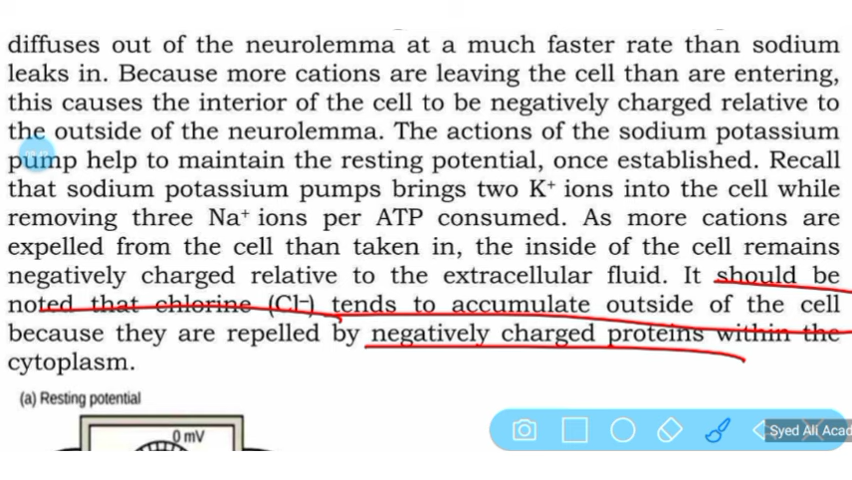 diffuses out of the neurolemma at a much faster rate than sodium
leaks in. Because more cations are leaving the cell than are entering,
this causes the interior of the cell to be negatively charged relative to
the outside of the neurolemma. The actions of the sodium potassium
pump help to maintain the resting potential, once established. Recall
that sodium potassium pumps brings two K⁺ ions into the cell while
removing three Na⁺ ions per ATP consumed. As more cations are
expelled from the cell than taken in, the inside of the cell remains
negatively charged relative to the extracellular fluid. It should be
noted that chlorine (Cl⁻) tends to accumulate outside of the cell
because they are repelled by negatively charged proteins within the
cytoplasm.
(a) Resting potential
0 mV
Syed Ali Acad